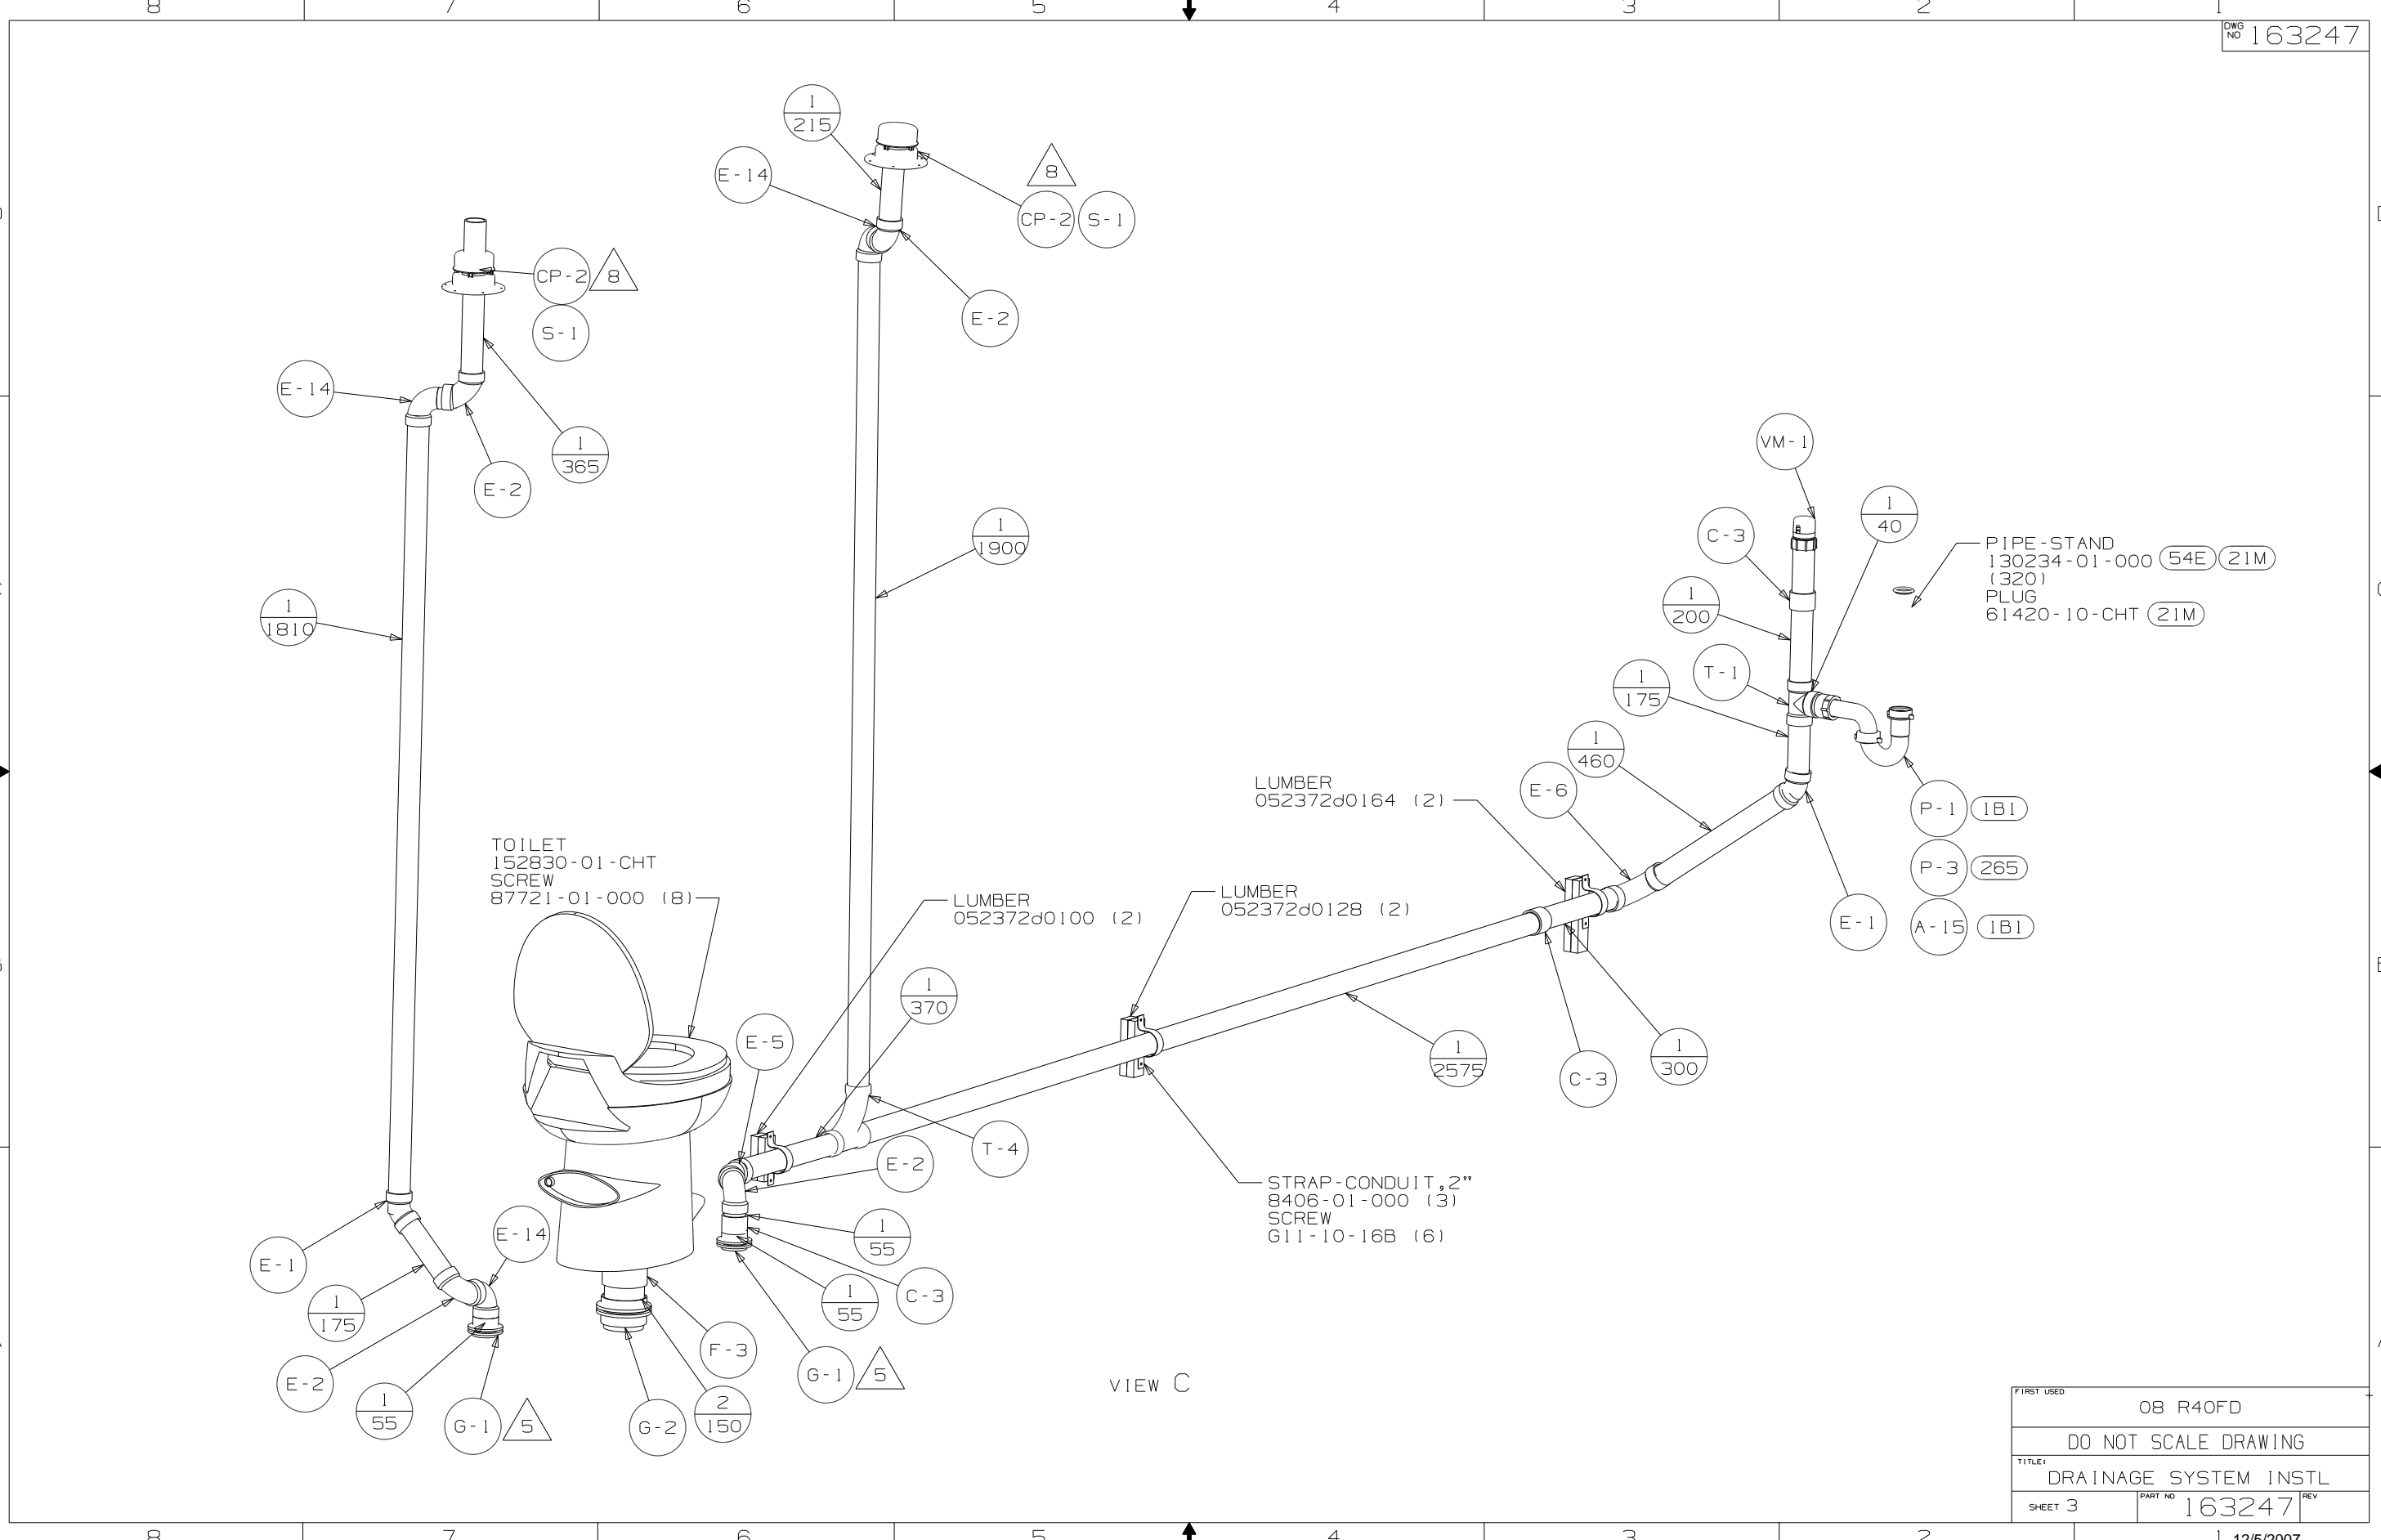 8 7 6 5 4 3 2 1
DWG NO 163247
1
215
E-14
8
CP-2 S-1
E-2
CP-2 8
S-1
E-14
1
365
E-2
1
1900
1
1810
VM-1
C-3
1
40
PIPE-STAND
130234-01-000 54E 21M
(320)
PLUG
61420-10-CHT 21M
1
200
T-1
1
175
1
460
E-6
LUMBER
052372d0164 (2)
P-1 1B1
P-3 265
A-15 1B1
E-1
TOILET
152830-01-CHT
SCREW
87721-01-000 (8)
LUMBER
052372d0100 (2)
LUMBER
052372d0128 (2)
1
370
E-5
1
2575
C-3
1
300
T-4
E-2
STRAP-CONDUIT,2"
8406-01-000 (3)
SCREW
G11-10-16B (6)
E-1
E-14
1
55
C-3
1
55
1
175
E-2
1
55
G-1 5
F-3
G-2
2
150
G-1 5
VIEW C
FIRST USED
08 R40FD
DO NOT SCALE DRAWING
TITLE:
DRAINAGE SYSTEM INSTL
SHEET 3 PART NO 163247 REV
8 7 6 5 4 3 2 1
12/5/2007